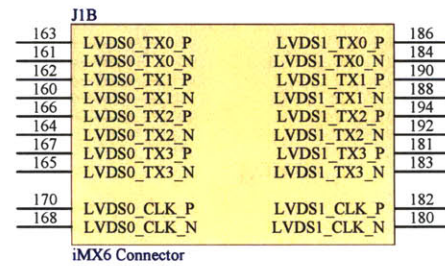 J1B
163 LVDS0_TX0_P LVDS1_TX0_P 186
161 LVDS0_TX0_N LVDS1_TX0_N 184
162 LVDS0_TX1_P LVDS1_TX1_P 190
160 LVDS0_TX1_N LVDS1_TX1_N 188
166 LVDS0_TX2_P LVDS1_TX2_P 194
164 LVDS0_TX2_N LVDS1_TX2_N 192
167 LVDS0_TX3_P LVDS1_TX3_P 181
165 LVDS0_TX3_N LVDS1_TX3_N 183
170 LVDS0_CLK_P LVDS1_CLK_P 182
168 LVDS0_CLK_N LVDS1_CLK_N 180
iMX6 Connector